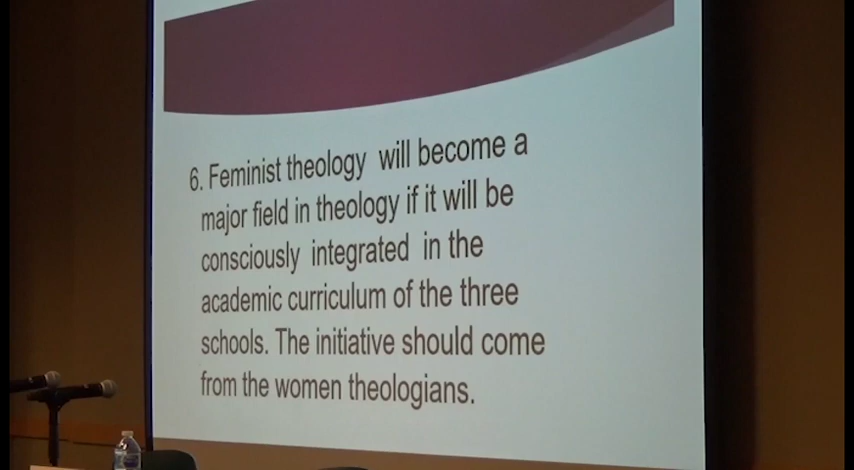 6. Feminist theology will become a
major field in theology if it will be
consciously integrated in the
academic curriculum of the three
schools. The initiative should come
from the women theologians.